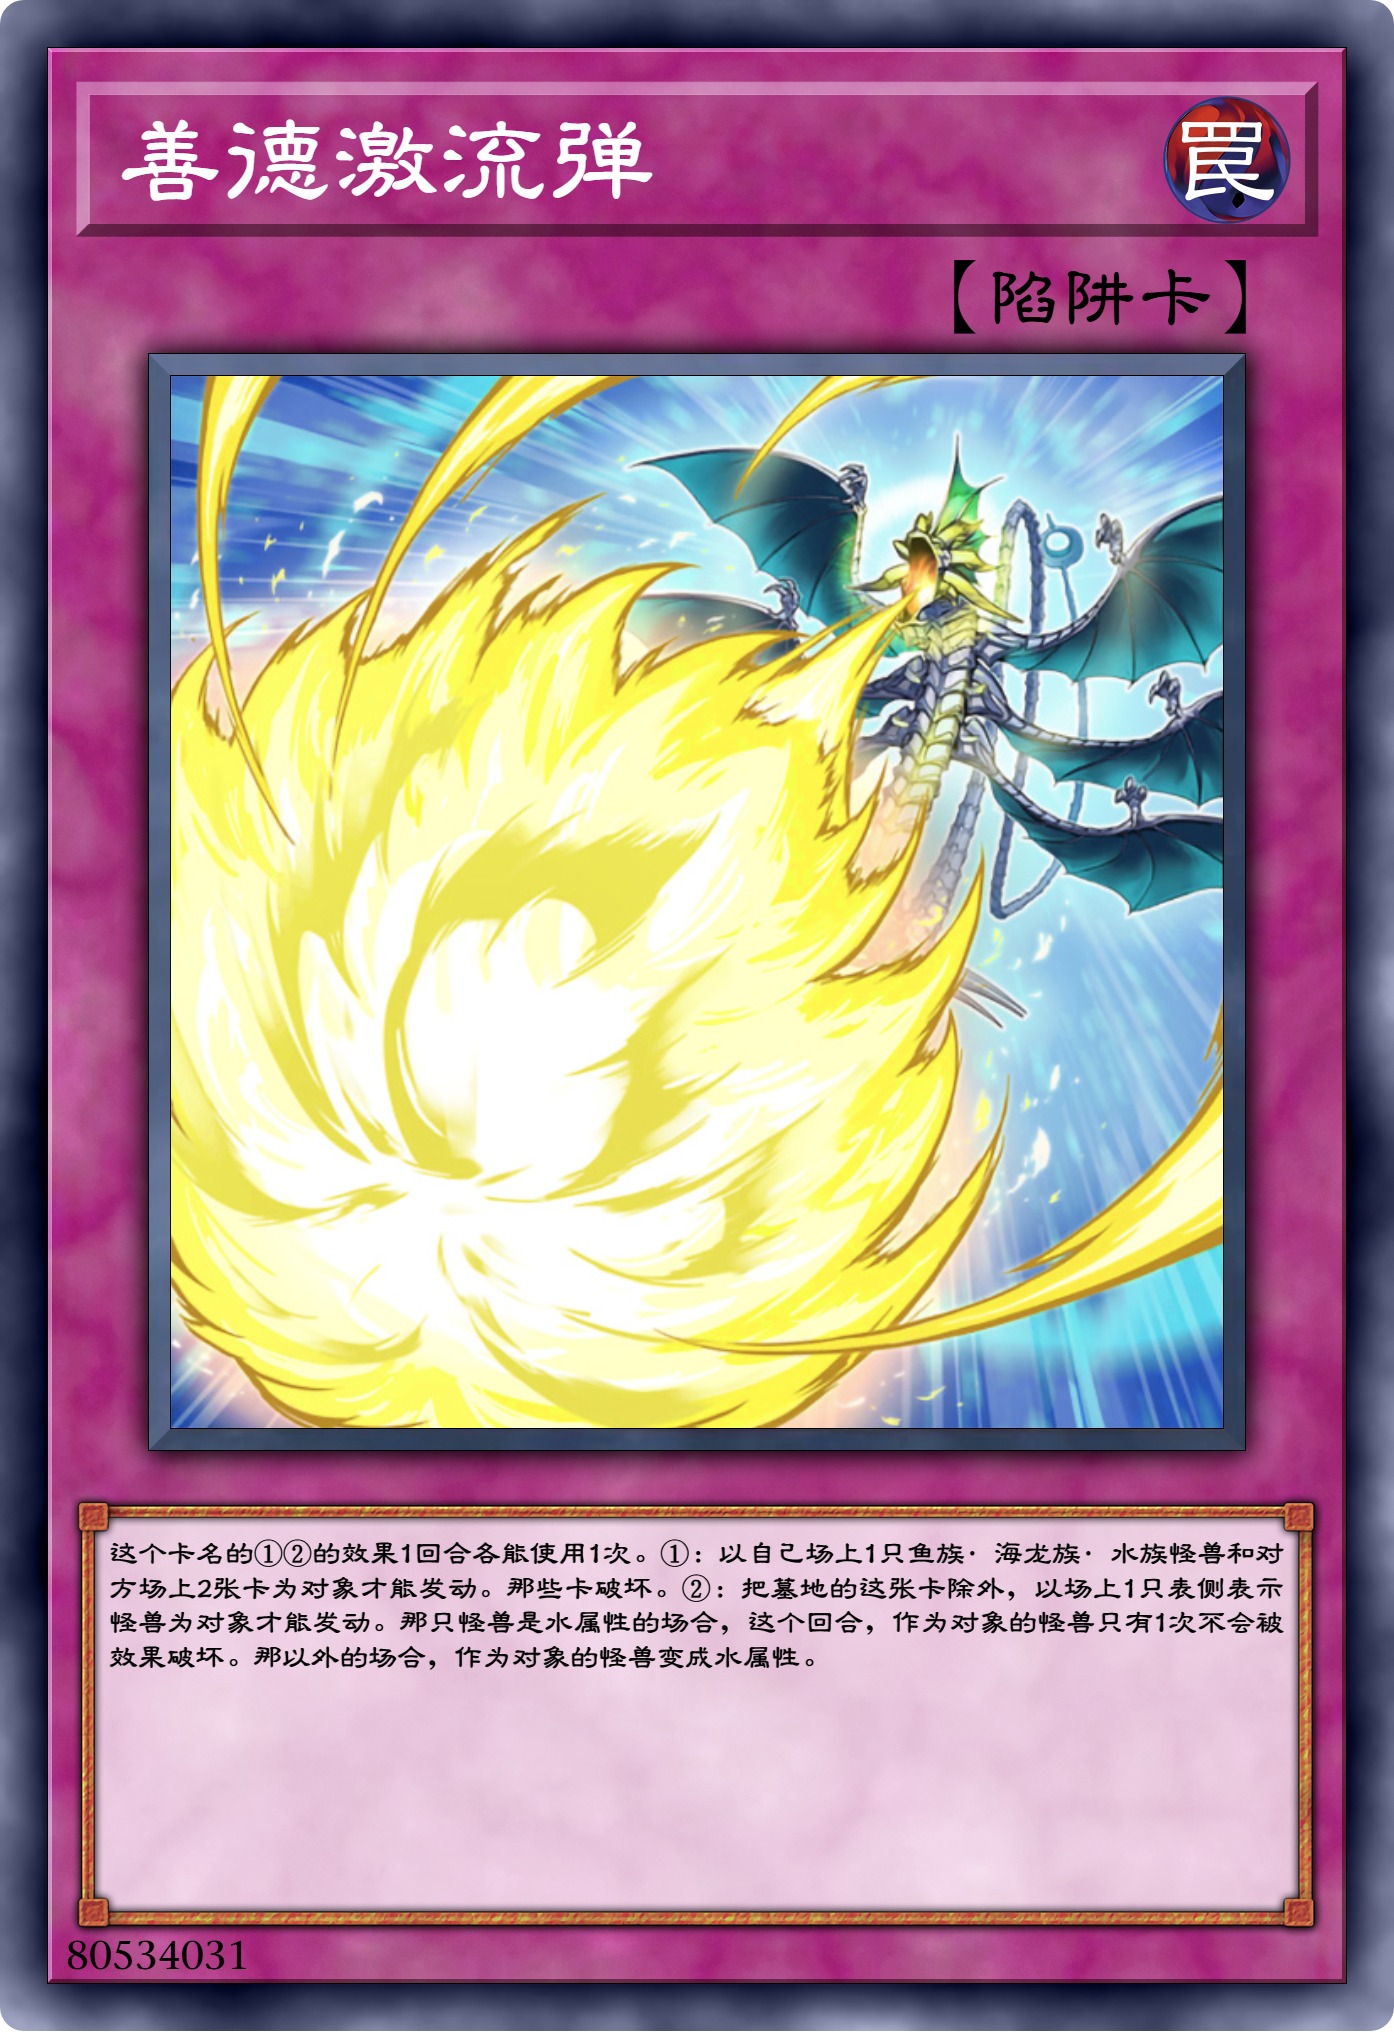 善德激流弹
罠
【陷阱卡】
这个卡名的①②的效果1回合各能使用1次。①：以自己场上1只鱼族·海龙族·水族怪兽和对
方场上2张卡为对象才能发动。那些卡破坏。②：把墓地的这张卡除外，以场上1只表侧表示
怪兽为对象才能发动。那只怪兽是水属性的场合，这个回合，作为对象的怪兽只有1次不会被
效果破坏。那以外的场合，作为对象的怪兽变成水属性。
80534031